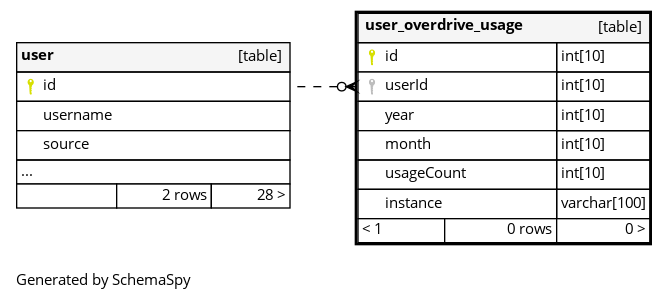 user [table]
id
username
source
...
2 rows 28 >
user_overdrive_usage [table]
id int[10]
userId int[10]
year int[10]
month int[10]
usageCount int[10]
instance varchar[100]
< 1 0 rows 0 >
Generated by SchemaSpy